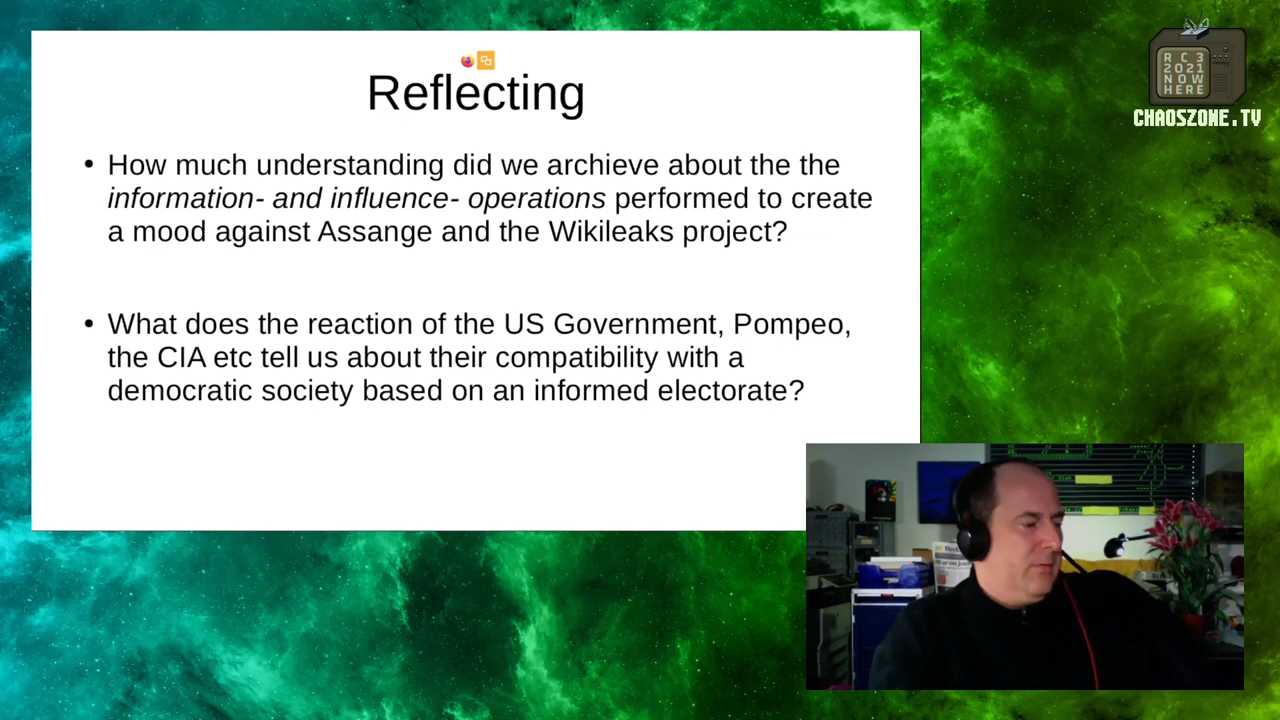 Reflecting
• How much understanding did we archieve about the the
information- and influence- operations performed to create
a mood against Assange and the Wikileaks project?
• What does the reaction of the US Government, Pompeo,
the CIA etc tell us about their compatibility with a
democratic society based on an informed electorate?
R C 3
2021
NOW
HERE
CHAOSZONE.TV